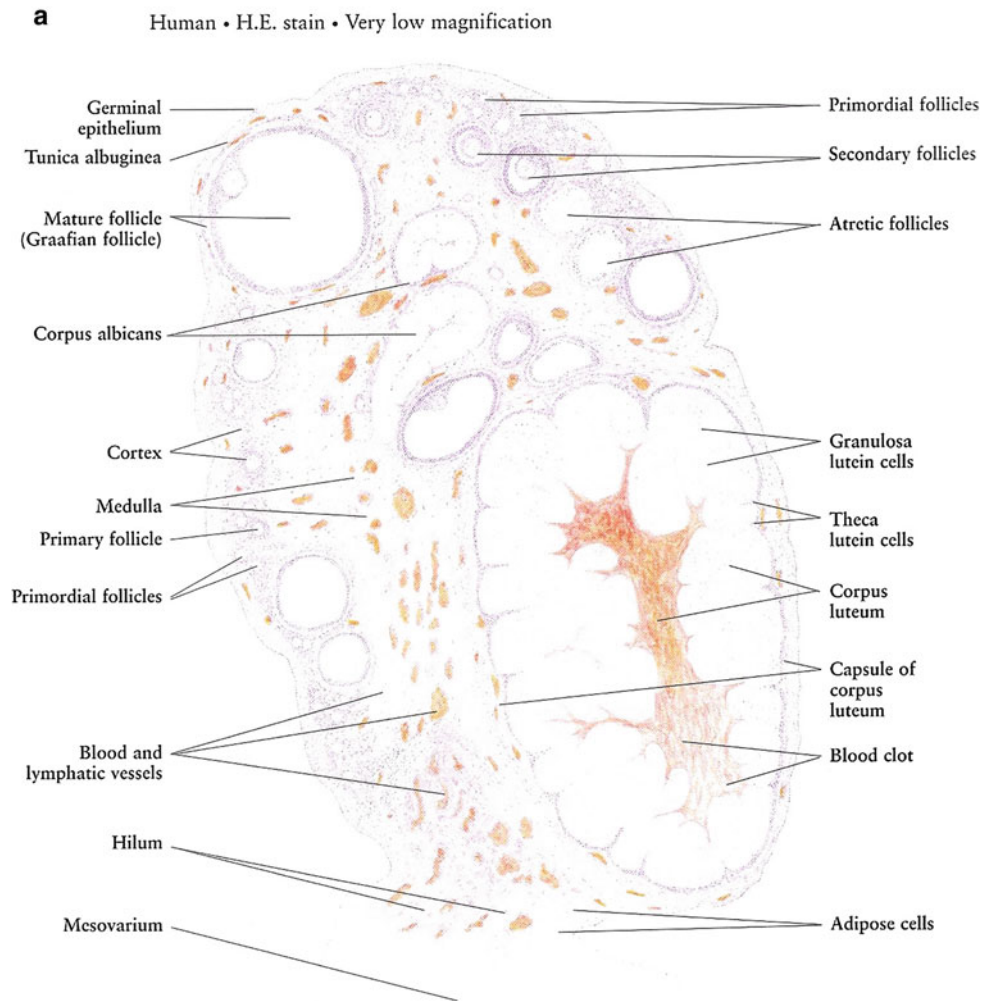 a
Human • H.E. stain • Very low magnification
Germinal
epithelium
Tunica albuginea
Mature follicle
(Graafian follicle)
Corpus albicans
Cortex
Medulla
Primary follicle
Primordial follicles
Blood and
lymphatic vessels
Hilum
Mesovarium
Primordial follicles
Secondary follicles
Atretic follicles
Granulosa
lutein cells
Theca
lutein cells
Corpus
luteum
Capsule of
corpus
luteum
Blood clot
Adipose cells